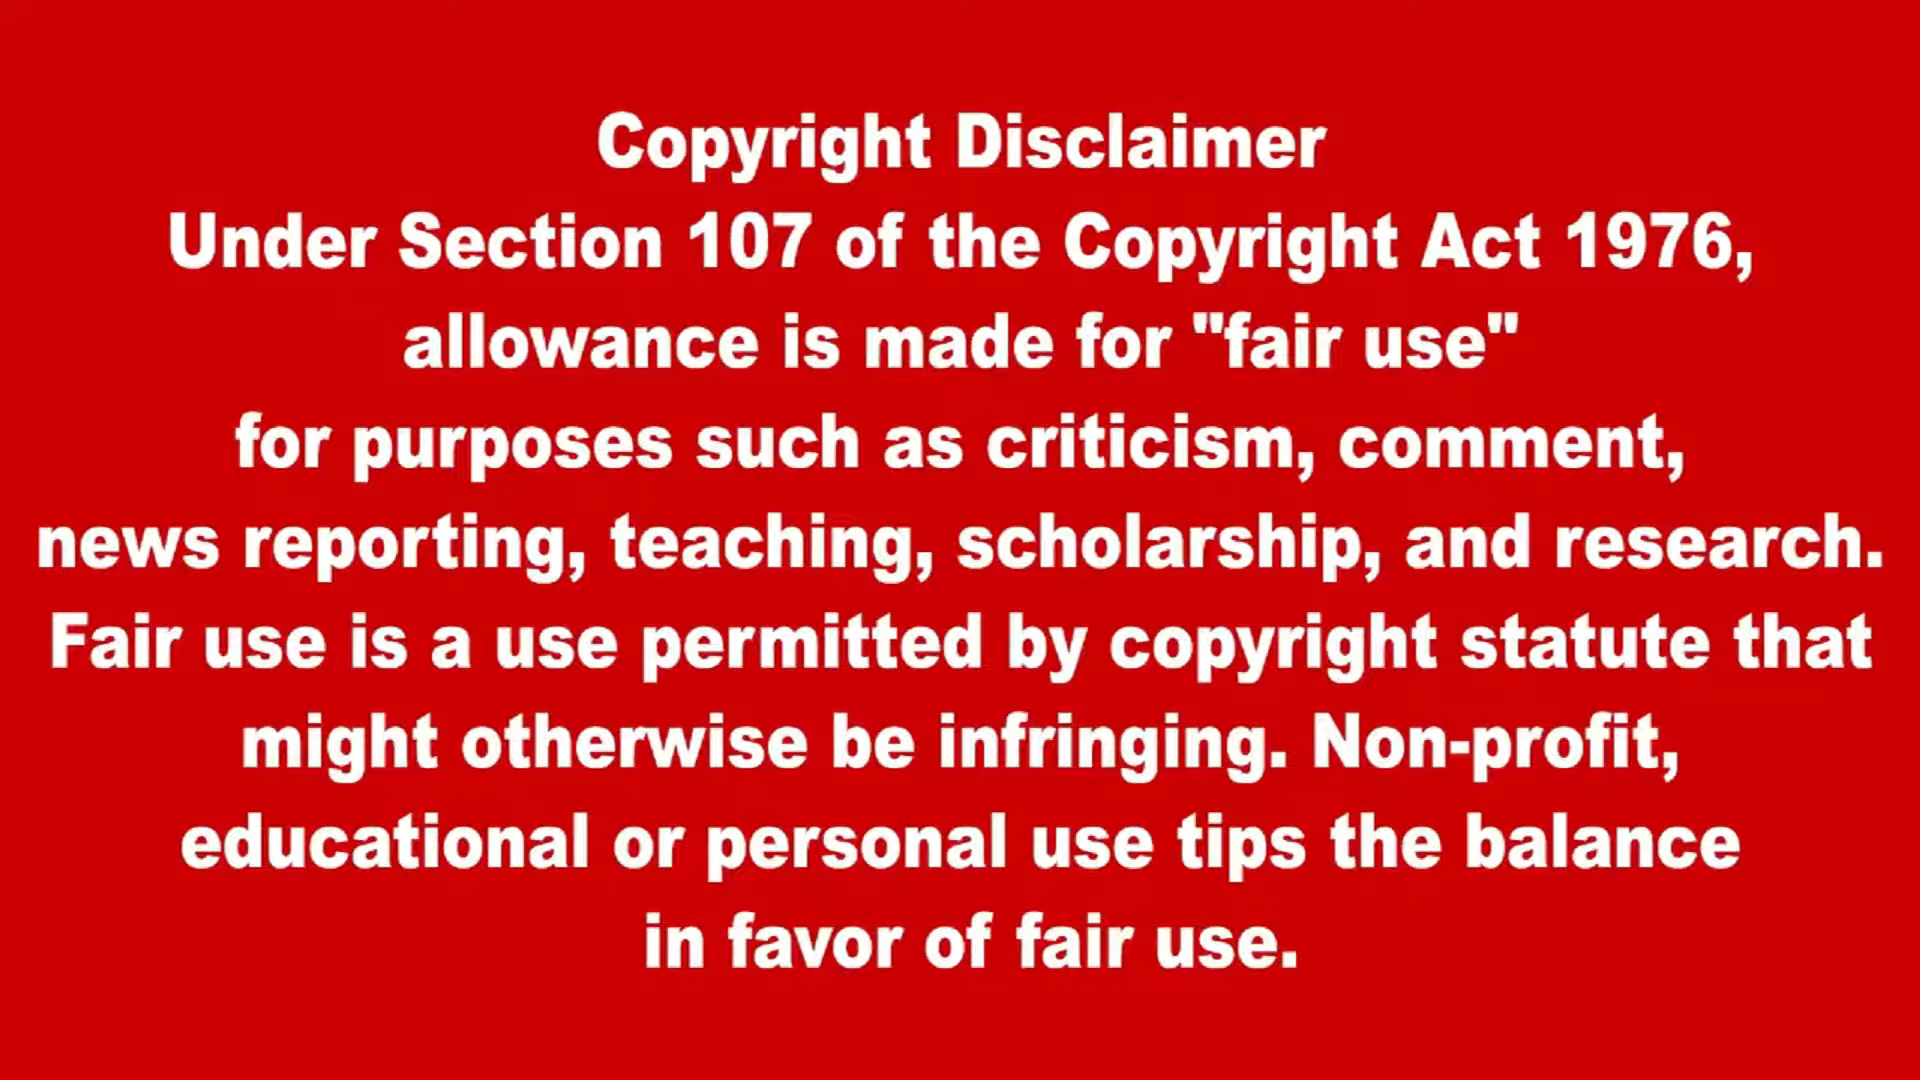 Copyright Disclaimer
Under Section 107 of the Copyright Act 1976,
allowance is made for "fair use"
for purposes such as criticism, comment,
news reporting, teaching, scholarship, and research.
Fair use is a use permitted by copyright statute that
might otherwise be infringing. Non-profit,
educational or personal use tips the balance
in favor of fair use.